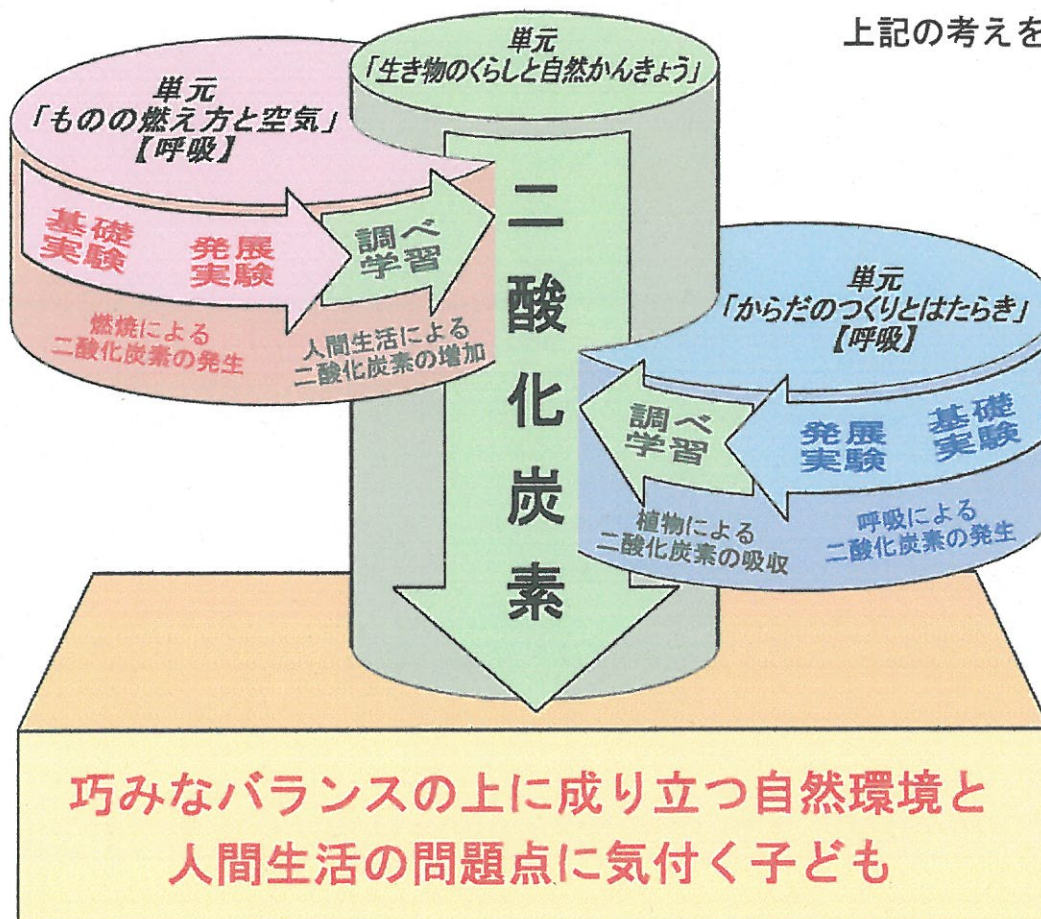 上記の考えを
単元
「生き物のくらしと自然かんきょう」
単元
「ものの燃え方と空気」
【呼吸】
基礎
実験
発展
実験
調べ
学習
燃焼による
二酸化炭素の発生
人間生活による
二酸化炭素の増加
二酸化炭素
単元
「からだのつくりとはたらき」
【呼吸】
調べ
学習
発展
実験
基礎
実験
植物による
二酸化炭素の吸収
呼吸による
二酸化炭素の発生
巧みなバランスの上に成り立つ自然環境と
人間生活の問題点に気付く子ども